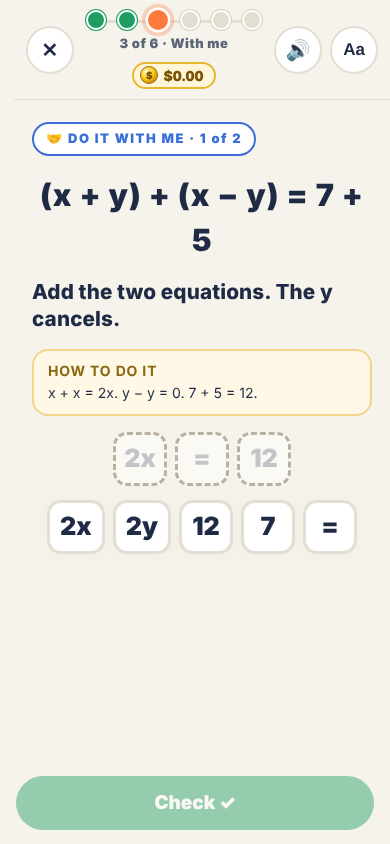 ✕
3 of 6 · With me
$ $0.00
🔊
Aa
🤝 DO IT WITH ME · 1 of 2
(x + y) + (x − y) = 7 +
5
Add the two equations. The y
cancels.
HOW TO DO IT
x + x = 2x. y − y = 0. 7 + 5 = 12.
2x = 12
2x 2y 12 7 =
Check ✓